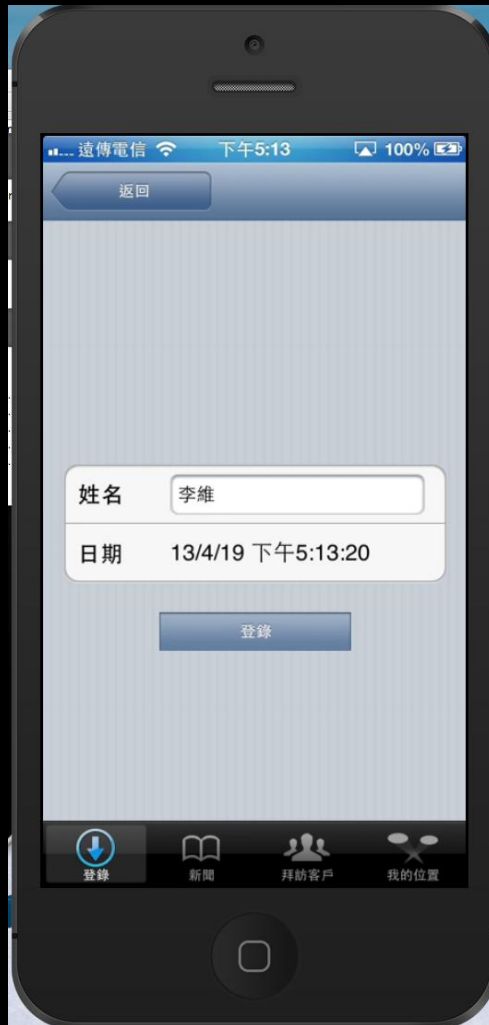 遠傳電信 下午5:13 100%
返回
姓名 李維
日期 13/4/19 下午5:13:20
登錄
登錄 新聞 拜訪客戶 我的位置